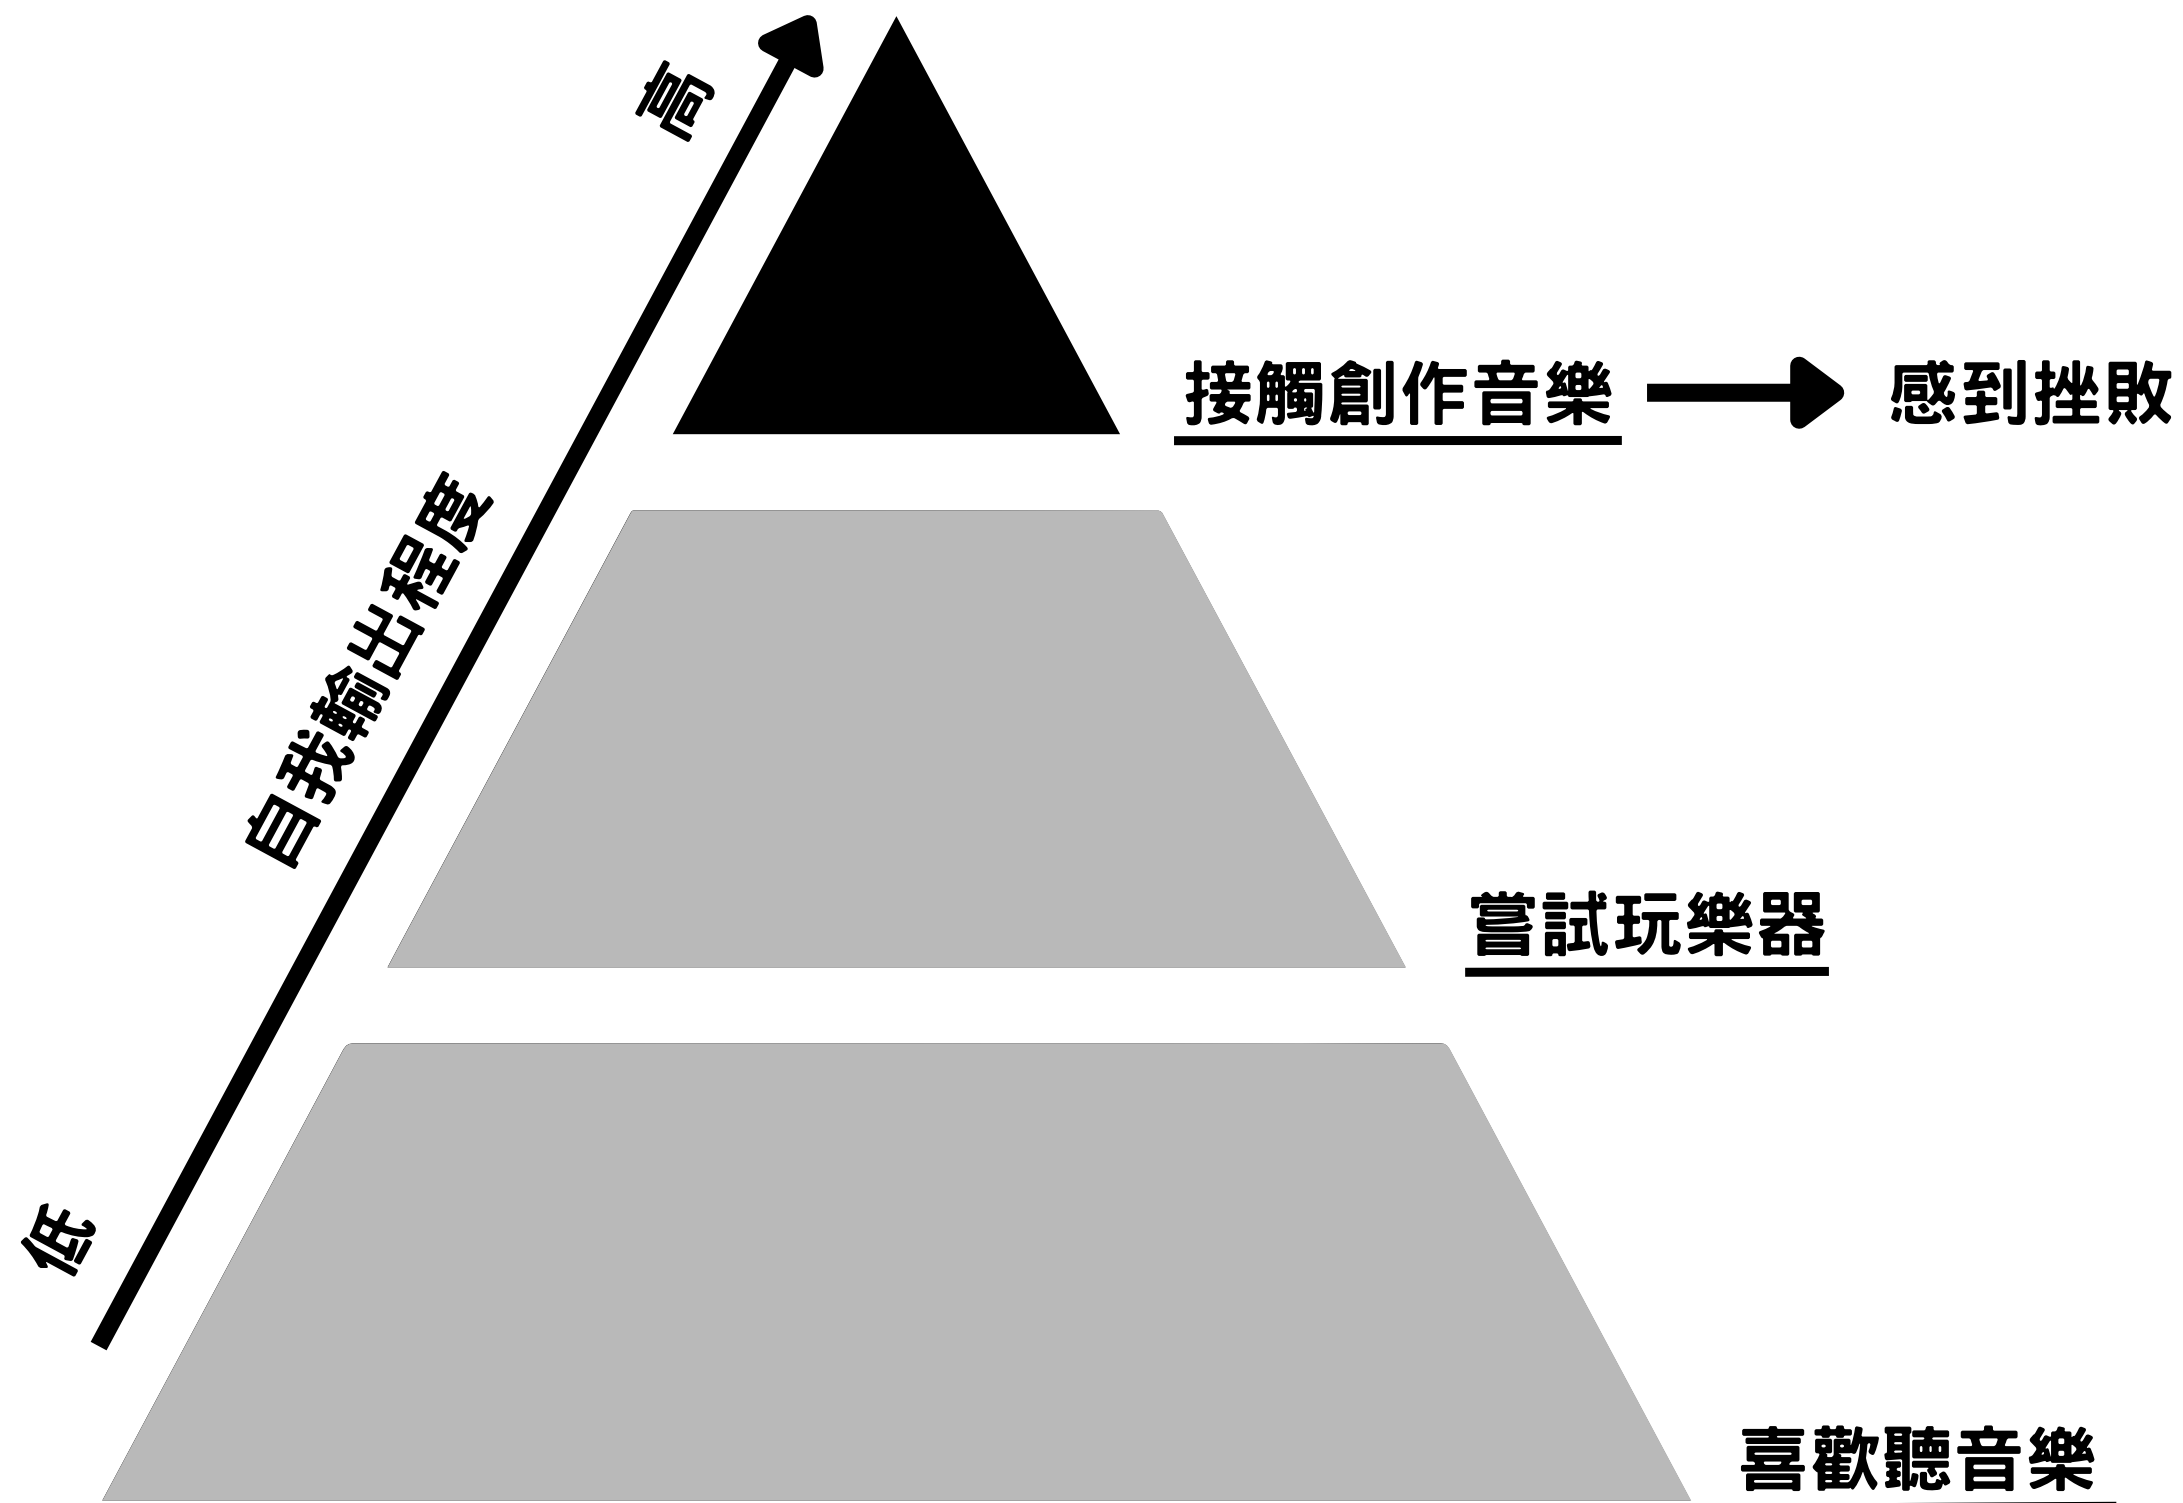 高
接觸創作音樂 感到挫敗
自我輸出程度
嘗試玩樂器
低
喜歡聽音樂